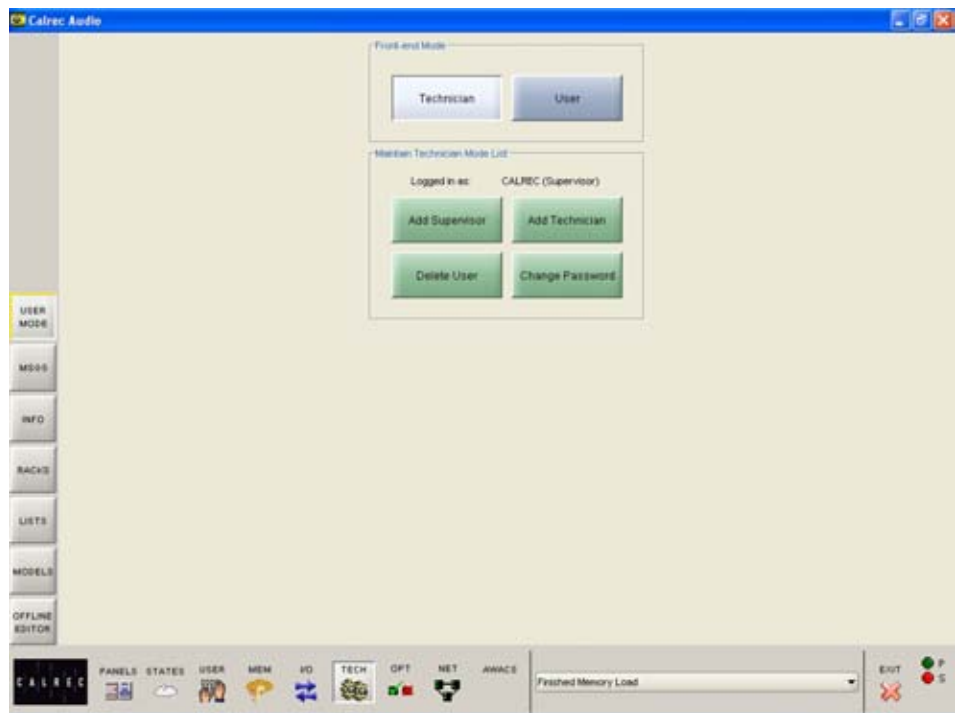 Calrec Audio
Front-end Mode
Technician
User
Maintain Technician Mode List
Logged in as:
CALREC (Supervisor)
Add Supervisor
Add Technician
Delete User
Change Password
USER
MODE
MSGS
INFO
RACKS
LISTS
MODELS
OFFLINE
EDITOR
CALREC
PANELS
STATES
USER
MEM
I/O
TECH
OPT
NET
AWACS
Finished Memory Load
EXIT
P
S